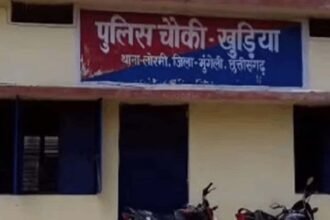 पुलिस चौकी-खुड़िया
थाना-लोरमी, जिला-मुंगेली, छत्तीसगढ़